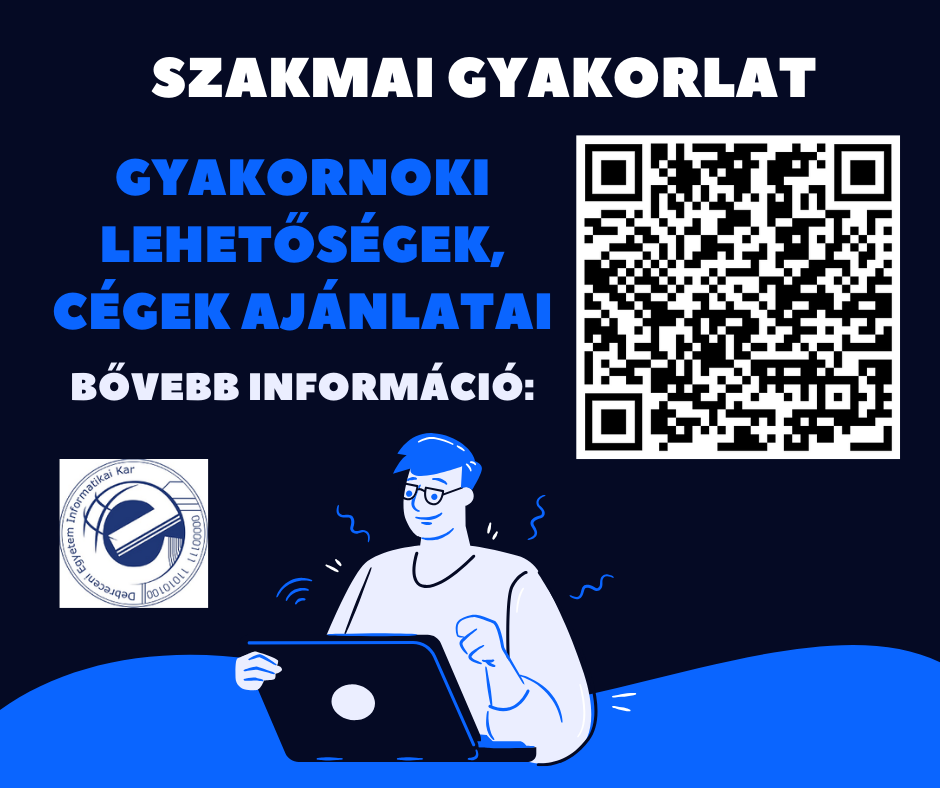 SZAKMAI GYAKORLAT
GYAKORNOKI
LEHETŐSÉGEK,
CÉGEK AJÁNLATAI
BŐVEBB INFORMÁCIÓ:
Debreceni Egyetem Informatikai Kar